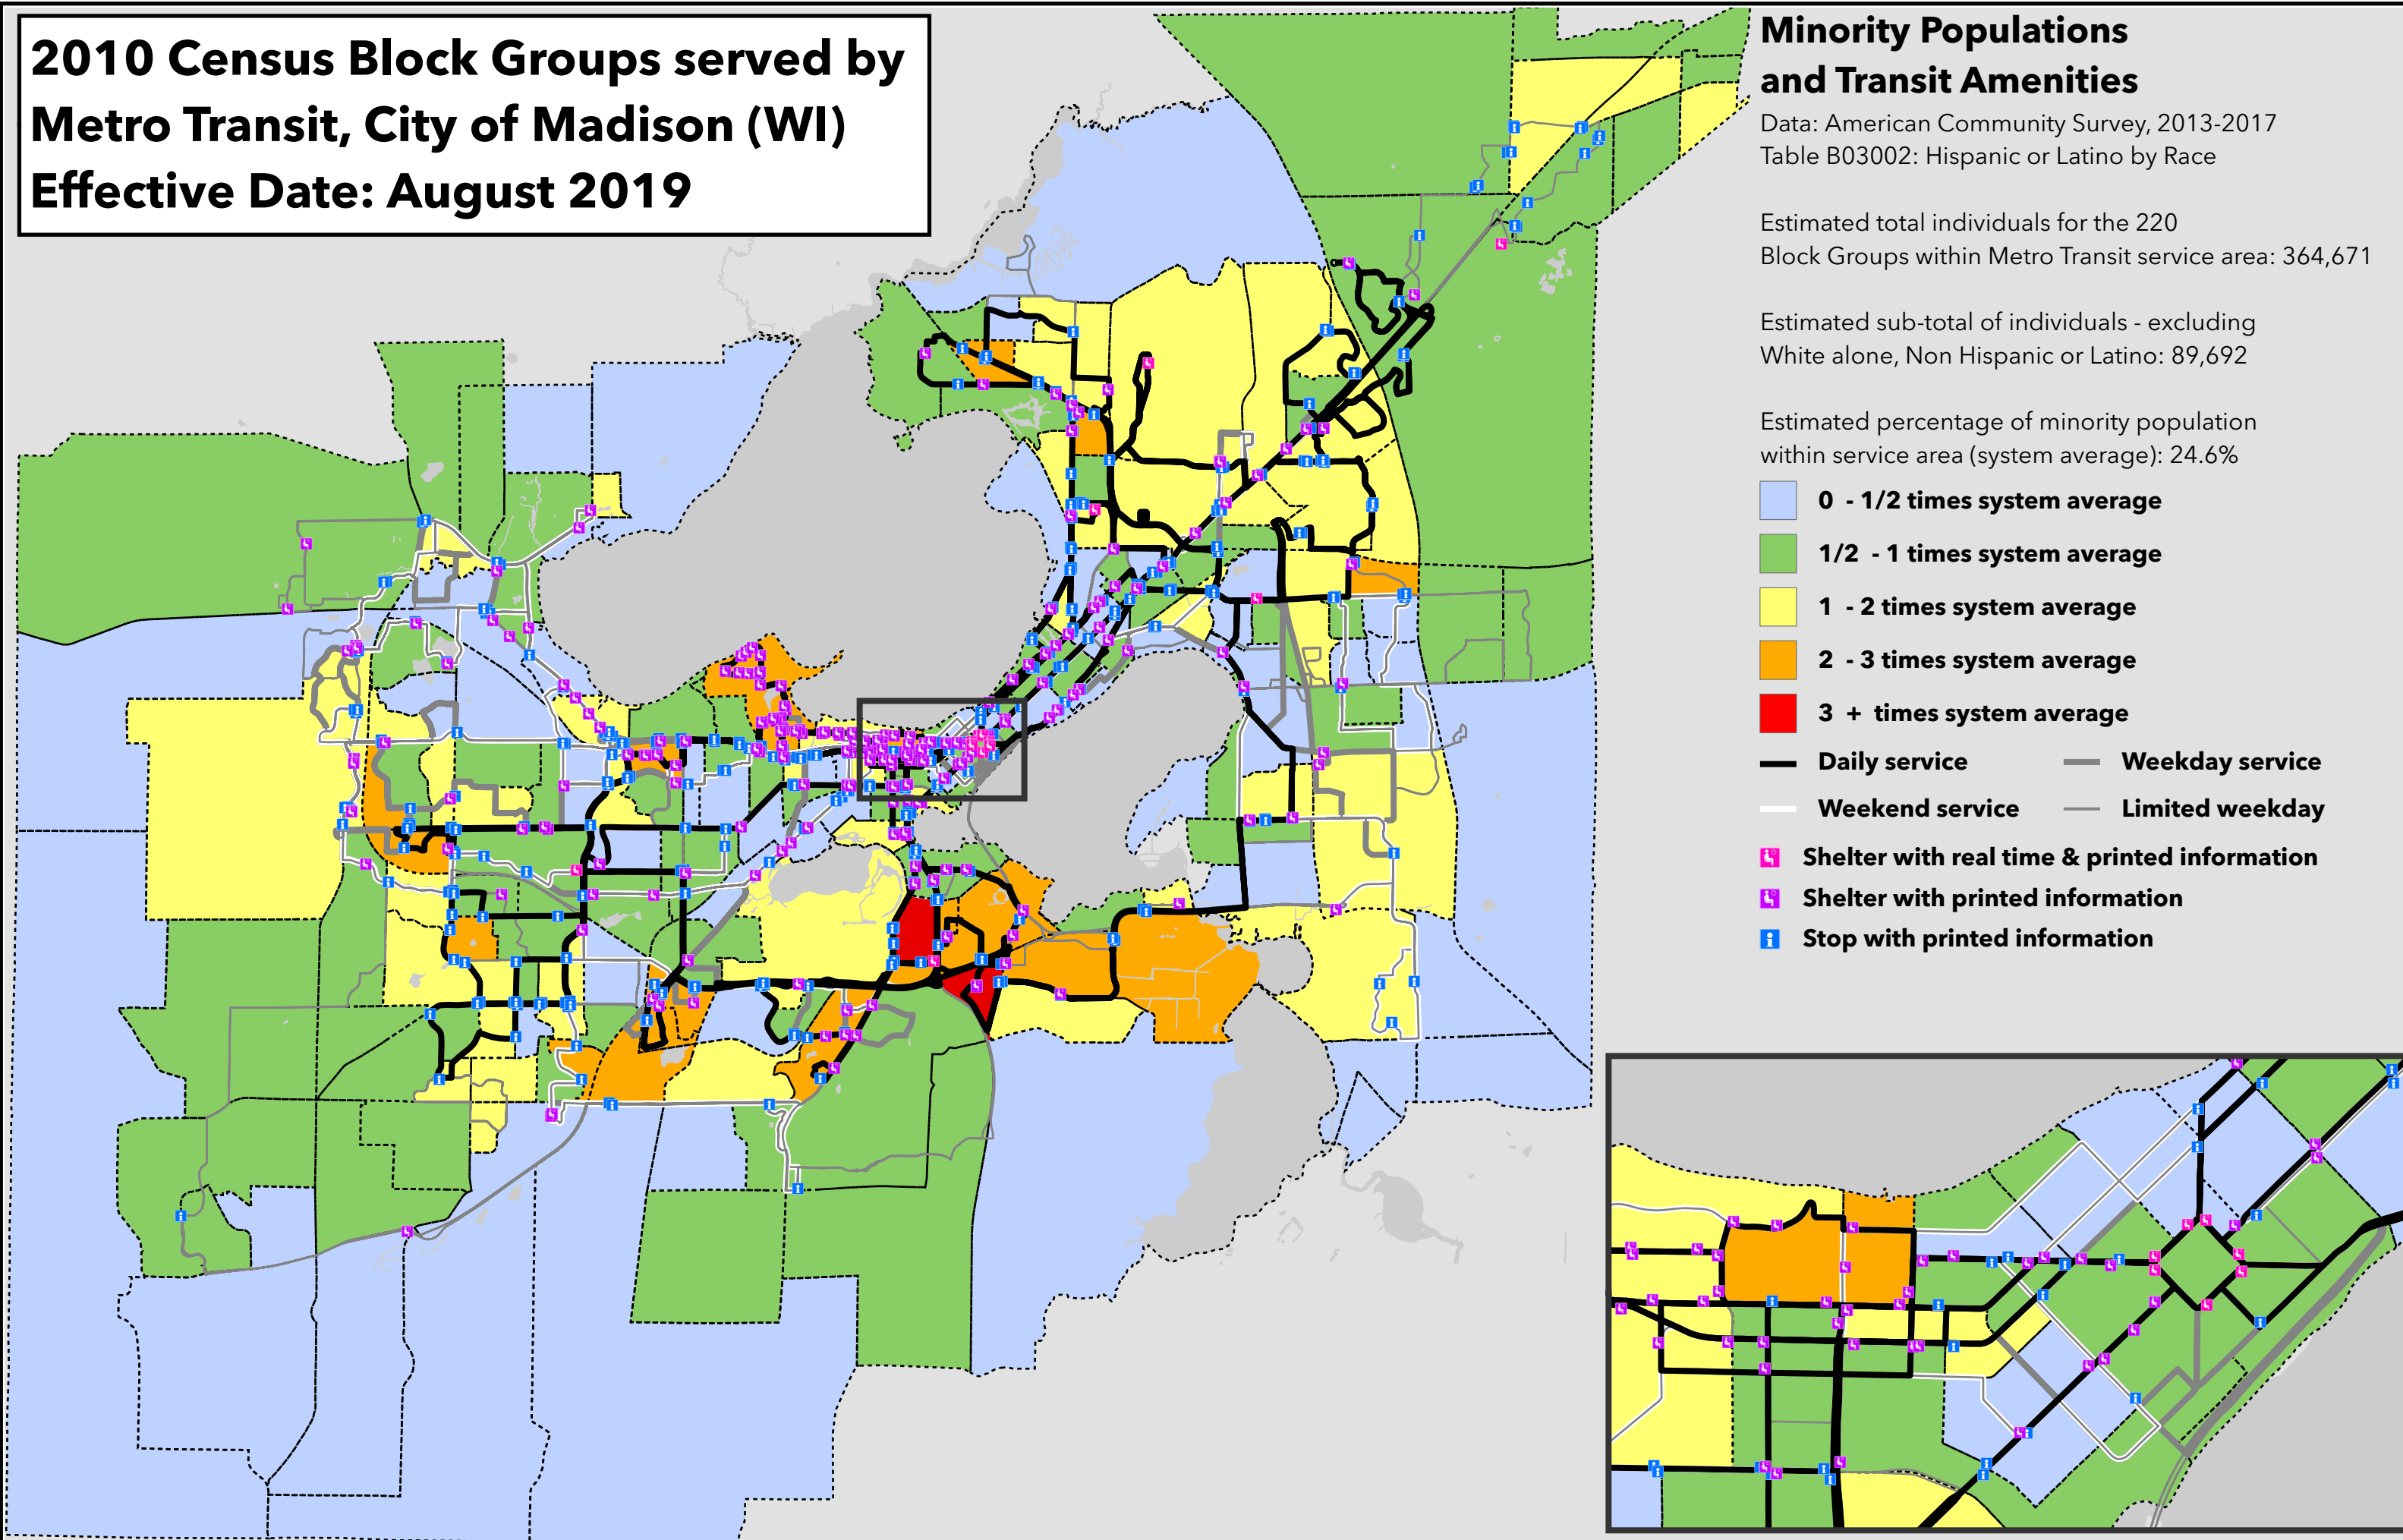 2010 Census Block Groups served by
Metro Transit, City of Madison (WI)
Effective Date: August 2019
Minority Populations
and Transit Amenities
Data: American Community Survey, 2013-2017
Table B03002: Hispanic or Latino by Race
Estimated total individuals for the 220
Block Groups within Metro Transit service area: 364,671
Estimated sub-total of individuals - excluding
White alone, Non Hispanic or Latino: 89,692
Estimated percentage of minority population
within service area (system average): 24.6%
0 - 1/2 times system average
1/2 - 1 times system average
1 - 2 times system average
2 - 3 times system average
3 + times system average
Daily service
Weekday service
Weekend service
Limited weekday
Shelter with real time & printed information
Shelter with printed information
Stop with printed information